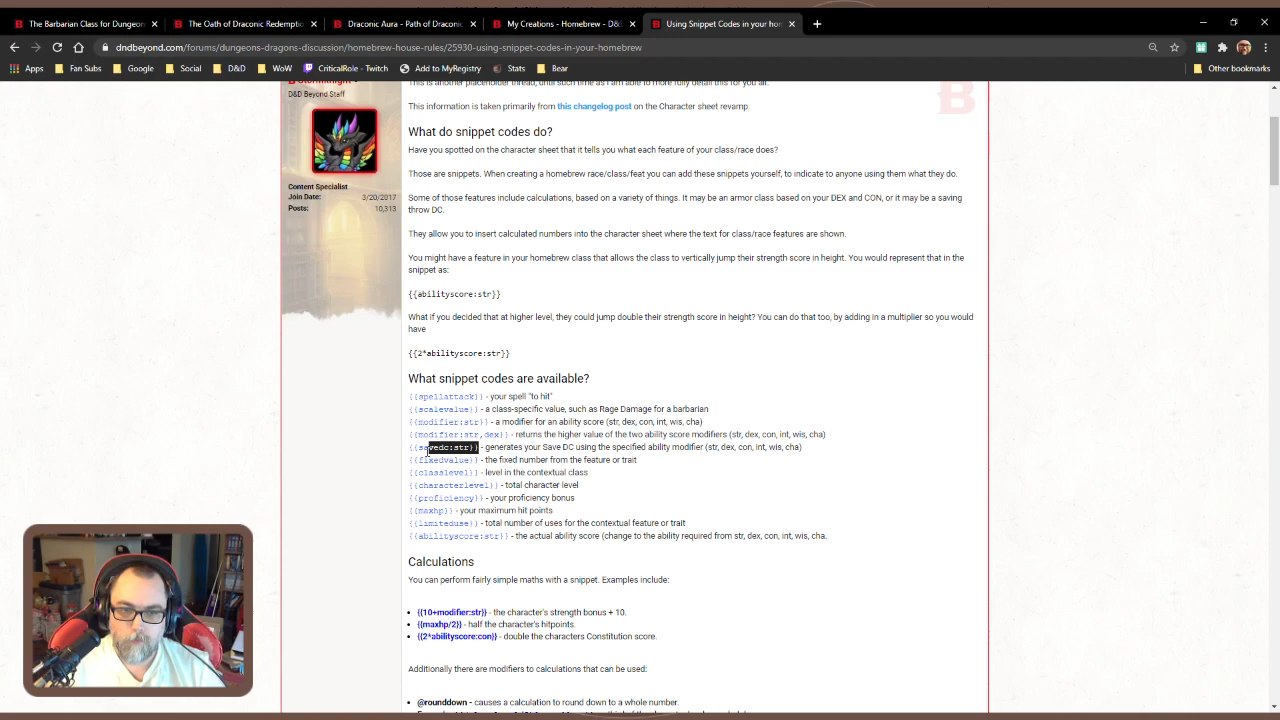 The Barbarian Class for Dungeon
The Oath of Draconic Redemptio
Draconic Aura - Path of Draconic
My Creations - Homebrew - D&
Using Snippet Codes in your hom
dndbeyond.com/forums/dungeons-dragons-discussion/homebrew-house-rules/25930-using-snippet-codes-in-your-homebrew
Apps
Fan Subs
Google
Social
D&D
WoW
CriticalRole - Twitch
Add to MyRegistry
Stats
Bear
Other bookmarks
D&D Beyond Staff
Content Specialist
Join Date: 3/20/2017
Posts: 10,313
This is another placeholder thread, until such time as I am able to more fully detail this for you all.
This information is taken primarily from this changelog post on the Character sheet revamp.
What do snippet codes do?
Have you spotted on the character sheet that it tells you what each feature of your class/race does?
Those are snippets. When creating a homebrew race/class/feat you can add these snippets yourself, to indicate to anyone using them what they do.
Some of those features include calculations, based on a variety of things. It may be an armor class based on your DEX and CON, or it may be a saving
throw DC.
They allow you to insert calculated numbers into the character sheet where the text for class/race features are shown.
You might have a feature in your homebrew class that allows the class to vertically jump their strength score in height. You would represent that in the
snippet as:
{{abilityscore:str}}
What if you decided that at higher level, they could jump double their strength score in height? You can do that too, by adding in a multiplier so you would
have
{{2*abilityscore:str}}
What snippet codes are available?
{{spellattack}} - your spell "to hit"
{{scalevalue}} - a class-specific value, such as Rage Damage for a barbarian
{{modifier:str}} - a modifier for an ability score (str, dex, con, int, wis, cha)
{{modifier:str,dex}} - returns the higher value of the two ability score modifiers (str, dex, con, int, wis, cha)
{{savedc:str}} - generates your Save DC using the specified ability modifier (str, dex, con, int, wis, cha)
{{fixedvalue}} - the fixed number from the feature or trait
{{classlevel}} - level in the contextual class
{{characterlevel}} - total character level
{{proficiency}} - your proficiency bonus
{{maxhp}} - your maximum hit points
{{limiteduse}} - total number of uses for the contextual feature or trait
{{abilityscore:str}} - the actual ability score (change to the ability required from str, dex, con, int, wis, cha.
Calculations
You can perform fairly simple maths with a snippet. Examples include:
{{10+modifier:str}} - the character's strength bonus + 10.
{{maxhp/2}} - half the character's hitpoints.
{{2*abilityscore:con}} - double the characters Constitution score.
Additionally there are modifiers to calculations that can be used:
@rounddown - causes a calculation to round down to a whole number.